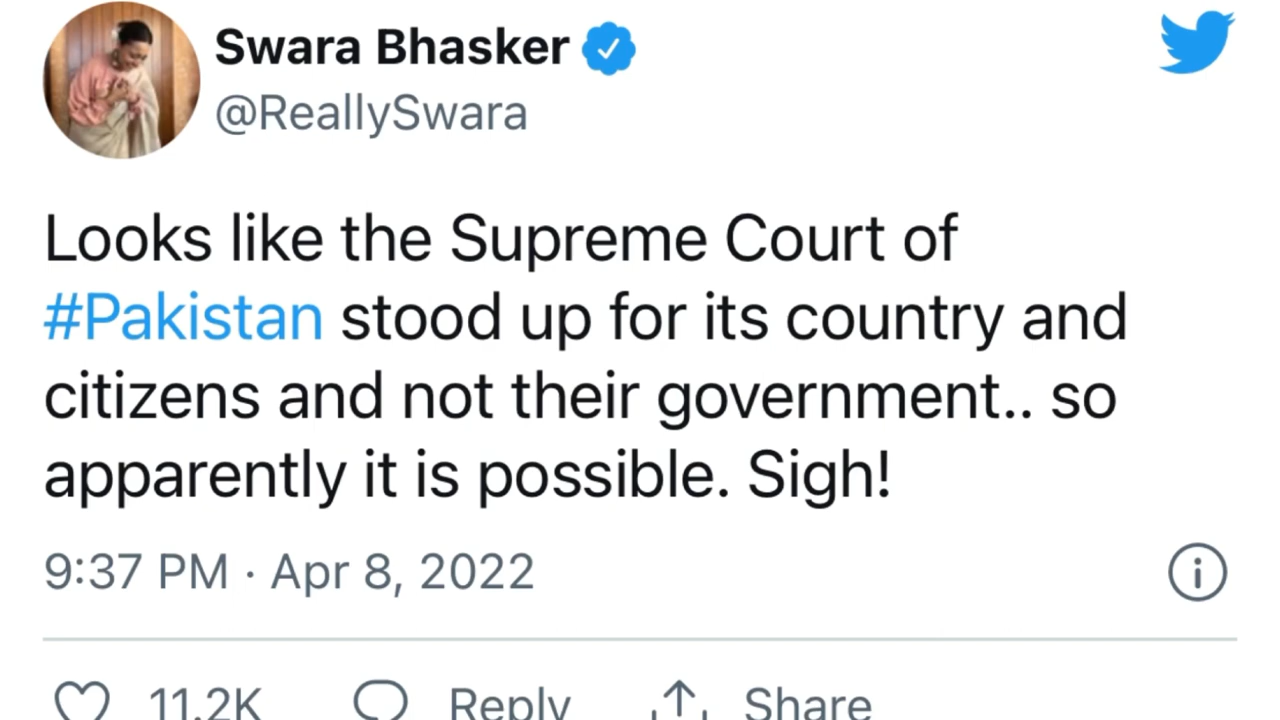 Swara Bhasker
@ReallySwara
Looks like the Supreme Court of
#Pakistan stood up for its country and
citizens and not their government.. so
apparently it is possible. Sigh!
9:37 PM · Apr 8, 2022
11.2K Reply Share